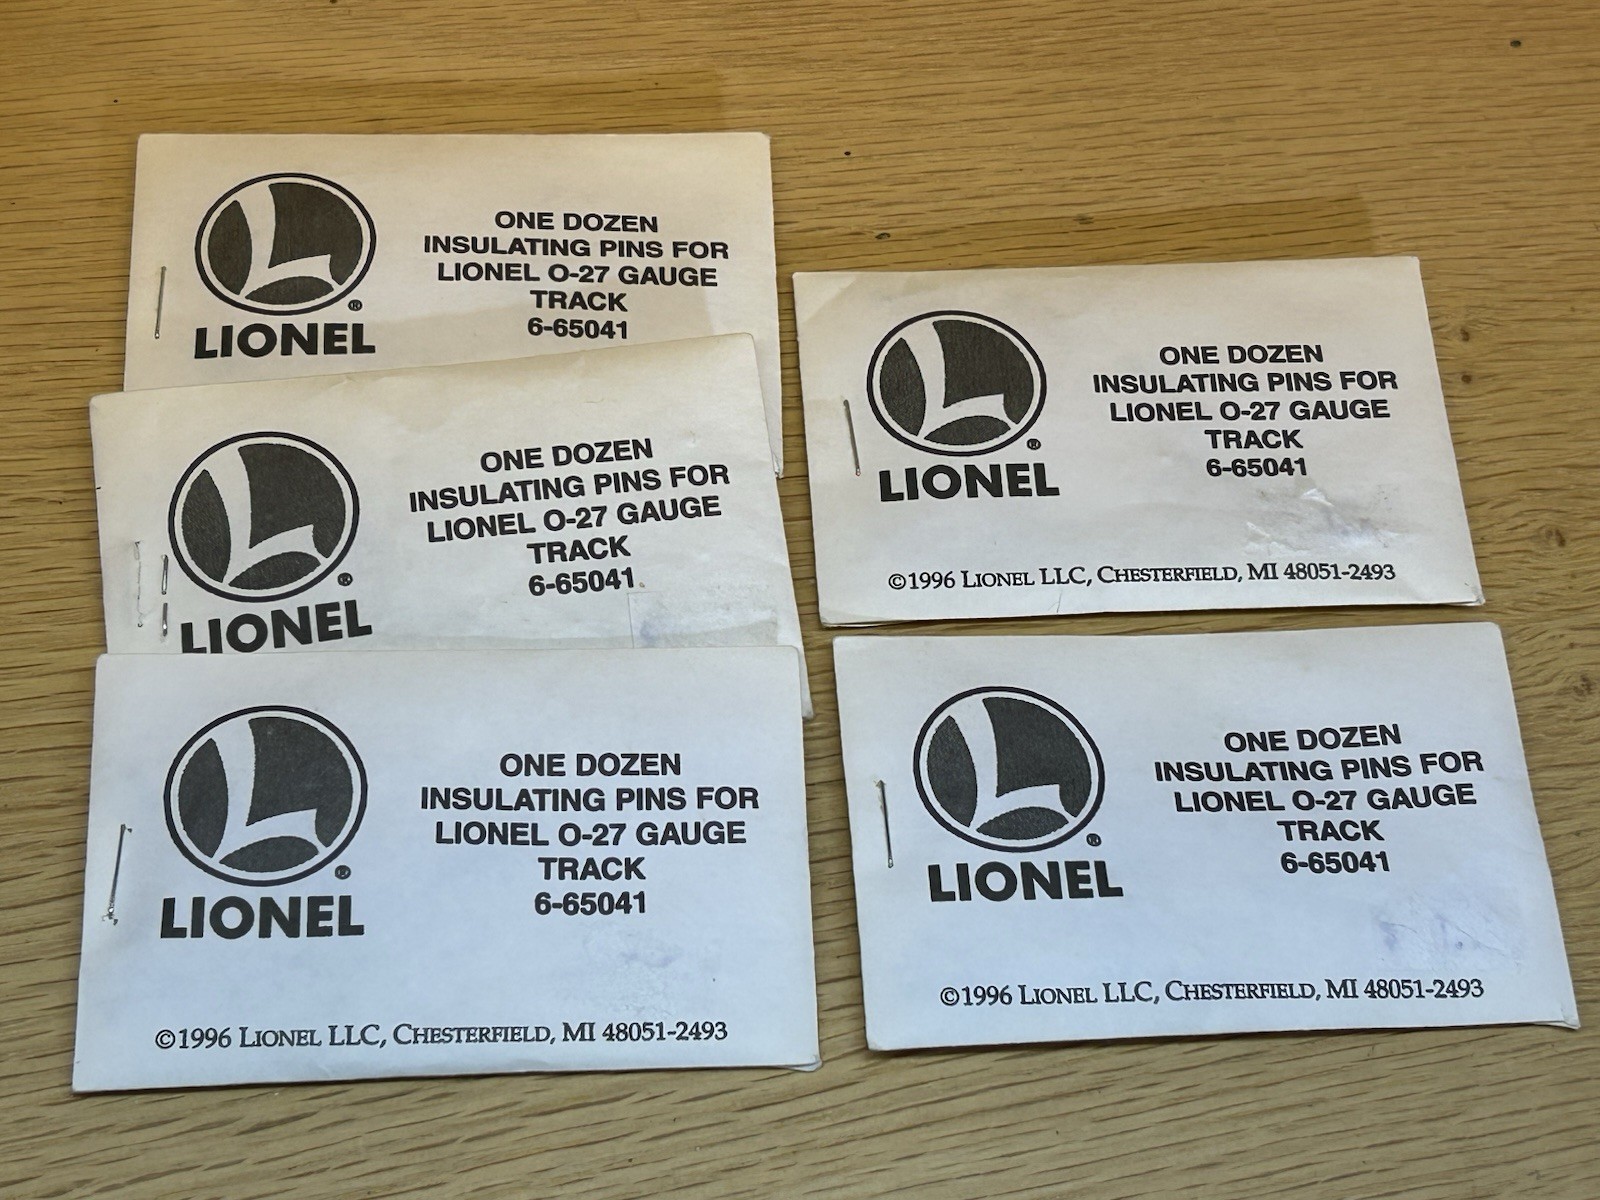 ONE DOZEN
INSULATING PINS FOR
LIONEL O-27 GAUGE
TRACK
6-65041
®
LIONEL
ONE DOZEN
INSULATING PINS FOR
LIONEL O-27 GAUGE
TRACK
6-65041
®
LIONEL
ONE DOZEN
INSULATING PINS FOR
LIONEL O-27 GAUGE
TRACK
6-65041
®
LIONEL
©1996 LIONEL LLC, CHESTERFIELD, MI 48051-2493
ONE DOZEN
INSULATING PINS FOR
LIONEL O-27 GAUGE
TRACK
6-65041
®
LIONEL
©1996 LIONEL LLC, CHESTERFIELD, MI 48051-2493
ONE DOZEN
INSULATING PINS FOR
LIONEL O-27 GAUGE
TRACK
6-65041
®
LIONEL
©1996 LIONEL LLC, CHESTERFIELD, MI 48051-2493